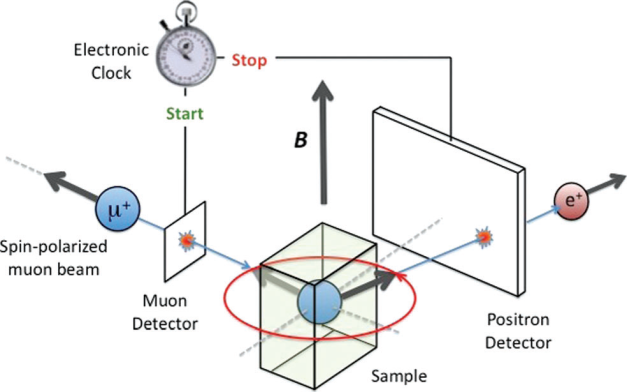 Electronic
Clock
Stop
Start
B
μ+
e+
Spin-polarized
muon beam
Muon
Detector
Positron
Detector
Sample